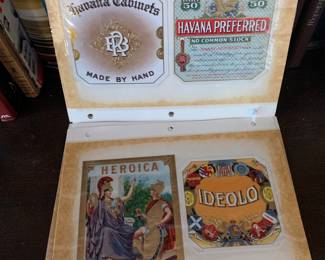 Havana Cabinets
MADE BY HAND
50 50
HAVANA PREFERRED
NO COMMON STOCK
HEROICA
IDEOLO